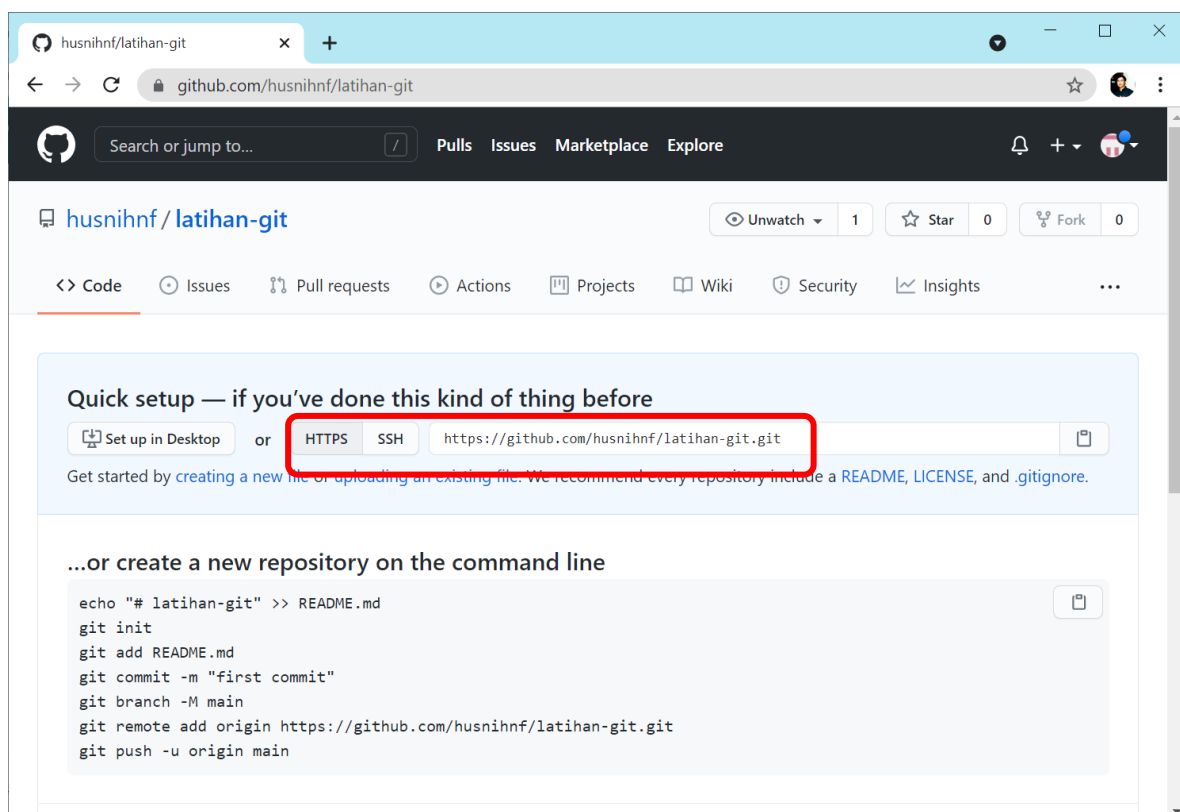 husnihnf/latihan-git
github.com/husnihnf/latihan-git
Search or jump to... / Pulls Issues Marketplace Explore
husnihnf / latihan-git Unwatch 1 Star 0 Fork 0
<> Code Issues Pull requests Actions Projects Wiki Security Insights ...
Quick setup — if you’ve done this kind of thing before
Set up in Desktop or HTTPS SSH https://github.com/husnihnf/latihan-git.git
Get started by creating a new file or uploading an existing file. We recommend every repository include a README, LICENSE, and .gitignore.
…or create a new repository on the command line
echo "# latihan-git" >> README.md
git init
git add README.md
git commit -m "first commit"
git branch -M main
git remote add origin https://github.com/husnihnf/latihan-git.git
git push -u origin main